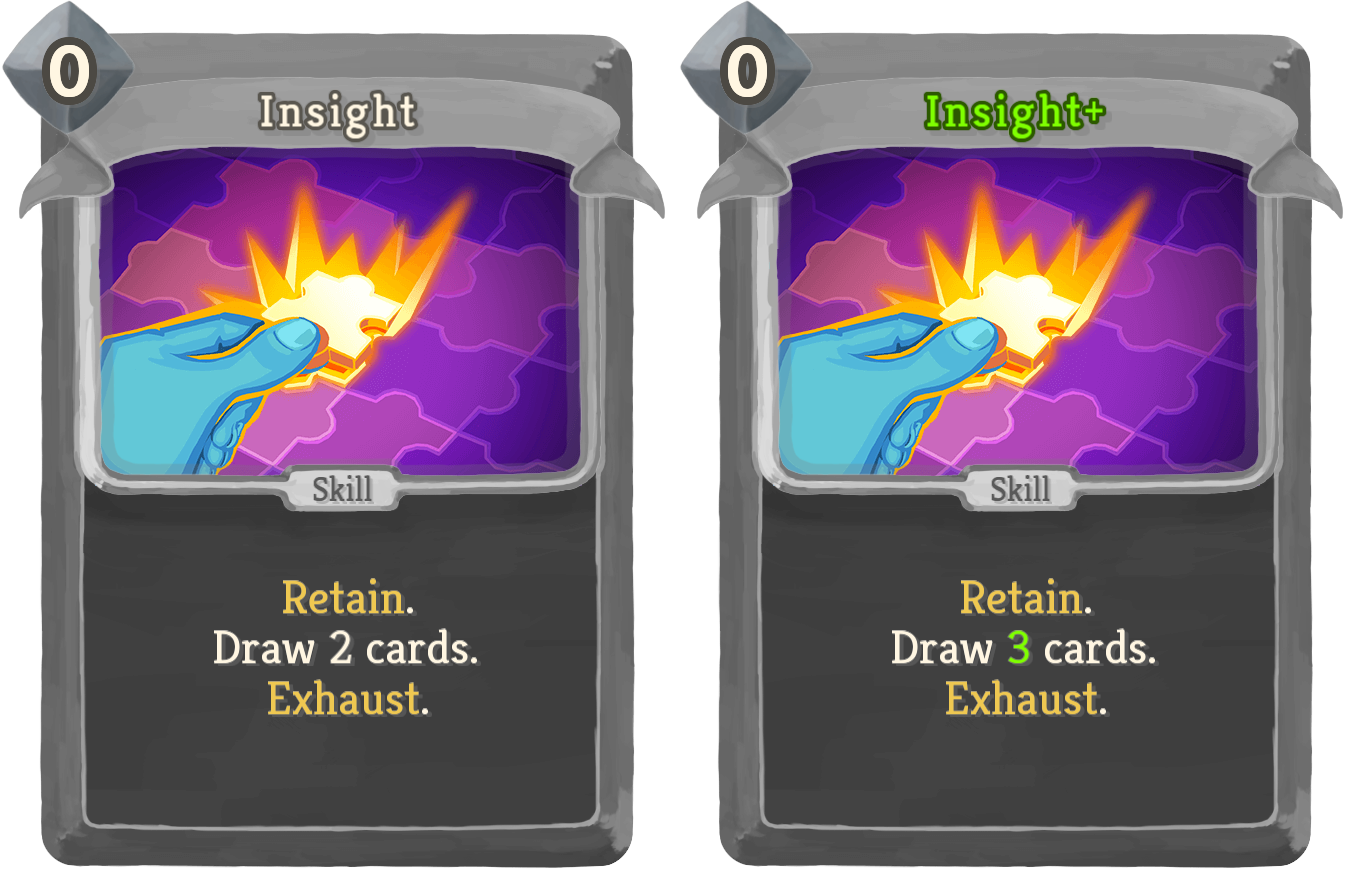 0
Insight
Skill
Retain.
Draw 2 cards.
Exhaust.
0
Insight+
Skill
Retain.
Draw 3 cards.
Exhaust.